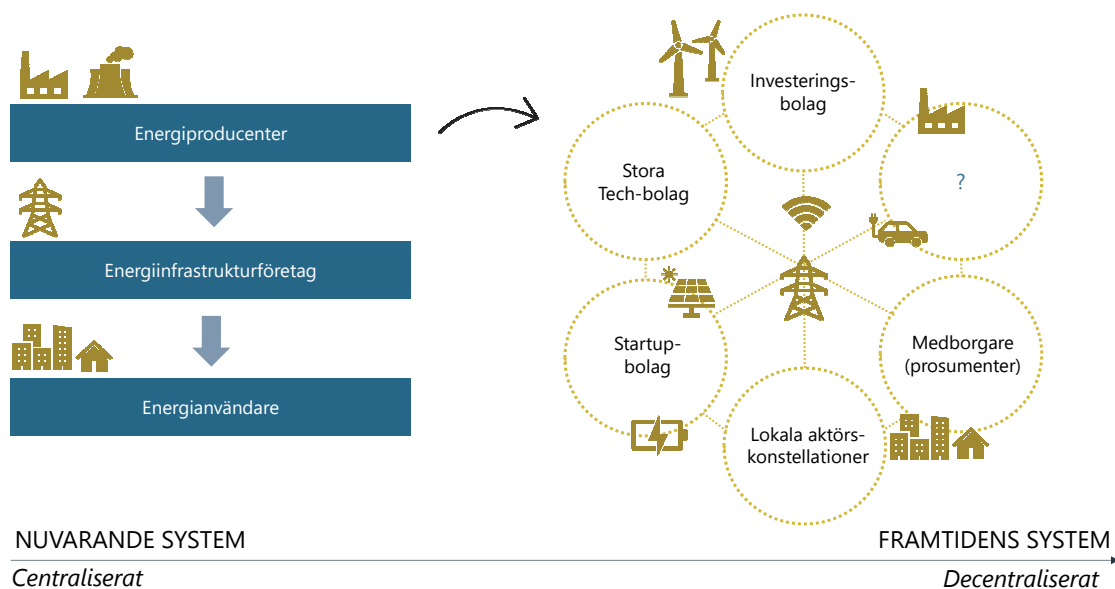 Energiproducenter
Energiinfrastrukturföretag
Energianvändare
Investerings-
bolag
Stora
Tech-bolag
?
Startup-
bolag
Medborgare
(prosumenter)
Lokala aktörs-
konstellationer
NUVARANDE SYSTEM
FRAMTIDENS SYSTEM
Centraliserat
Decentraliserat